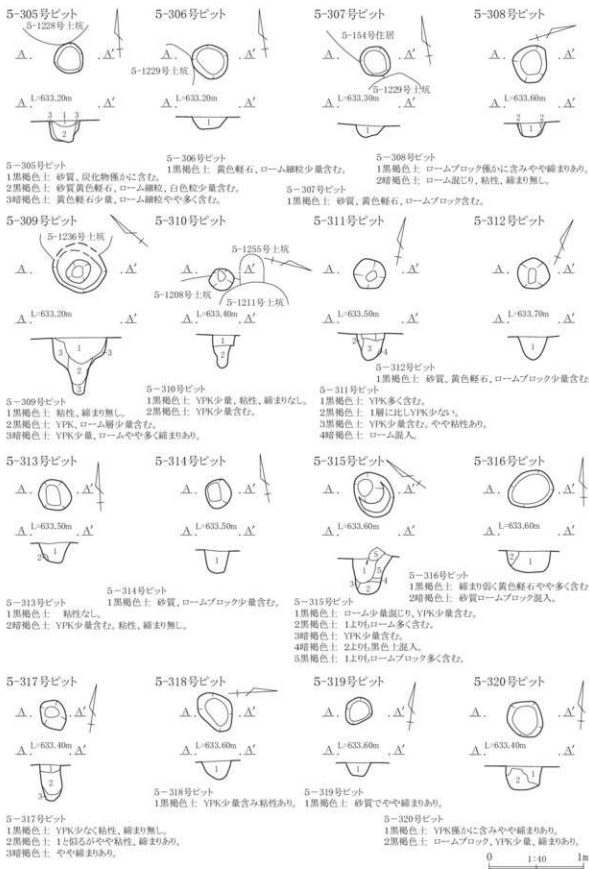 5-305号ピット
5-1228号土坑
A. .A′
A. L=633.20m .A′
3 1 3
2
5-305号ピット
1黒褐色土 砂質、炭化物僅かに含む。
2黒褐色土 砂質黄色軽石、ローム細粒、白色粒少量含む。
3暗褐色土 黄色軽石少量、ローム細粒やや多く含む。
5-306号ピット
A. .A′
5-1229号土坑
A. L=633.20m .A′
1
5-306号ピット
1黒褐色土 黄色軽石、ローム細粒少量含む。
5-307号ピット
5-154号住居
A. .A′
5-1229号土坑
A. L=633.30m .A′
1
5-307号ピット
1黒褐色土 砂質、黄色軽石、ロームブロック含む。
5-308号ピット
A. .A′
A. L=633.60m .A′
2 2
1
5-308号ピット
1黒褐色土 ロームブロック僅かに含みやや締まりあり。
2暗褐色土 ローム混じり、粘性、締まり無し。
5-309号ピット
5-1236号土坑
A. .A′
A. L=633.20m .A′
3 1 3
2
3
5-309号ピット
1黒褐色土 粘性、締まり無し。
2黒褐色土 YPK、ローム層少量含む。
3暗褐色土 YPK少量、ロームやや多く締まりあり。
5-310号ピット
5-1255号土坑
A. A′
5-1208号土坑
5-1211号土坑
A. L=633.40m .A′
1
2
5-310号ピット
1黒褐色土 YPK少量、粘性、締まりなし。
2黒褐色土 YPK少量含む。
5-311号ピット
A. .A′
A. L=633.50m .A′
2 1
3 4
5-311号ピット
1黒褐色土 YPK多く含む。
2黒褐色土 1層に比しYPK少ない。
3黒褐色土 YPK少量含む。やや粘性あり。
4暗褐色土 ローム混入。
5-312号ピット
A. .A′
A. L=633.70m .A′
1
5-312号ピット
1黒褐色土 砂質、黄色軽石、ロームブロック少量含む。
5-313号ピット
A. .A′
A. L=633.50m .A′
1
2
5-313号ピット
1黒褐色土 粘性なし。
2暗褐色土 YPK少量含む、粘性、締まり無し。
5-314号ピット
A. .A′
A. L=633.50m .A′
1
5-314号ピット
1黒褐色土 砂質、ロームブロック少量含む。
5-315号ピット
A. .A′
A. L=633.60m .A′
S
1 5
3 2 4
5-315号ピット
1黒褐色土 ローム少量混じり、YPK少量含む。
2黒褐色土 1よりもローム多く含む。
3暗褐色土 YPK少量含む。
4暗褐色土 2よりも黒色土混入。
5黒褐色土 1よりもロームブロック多く含む。
5-316号ピット
A. .A′
A. L=633.60m .A′
2 1
5-316号ピット
1黒褐色土 締まり弱く黄色軽石やや多く含む。
2暗褐色土 砂質ロームブロック混入。
5-317号ピット
A. .A′
A. L=633.40m .A′
1
2
3
5-317号ピット
1黒褐色土 YPK少なく粘性、締まり無し。
2黒褐色土 1と似るがやや粘性、締まりあり。
3暗褐色土 やや締まりあり。
5-318号ピット
A. .A′
A. L=633.60m .A′
1
5-318号ピット
1黒褐色土 YPK少量含み粘性あり。
5-319号ピット
A. .A′
A. L=633.60m .A′
1
5-319号ピット
1黒褐色土 砂質でやや締まりあり。
5-320号ピット
A. .A′
A. L=633.40m .A′
1
2
5-320号ピット
1黒褐色土 YPK僅かに含みやや締まりあり。
2黒褐色土 ロームブロック、YPK少量、締まりあり。
0 1:40 1m